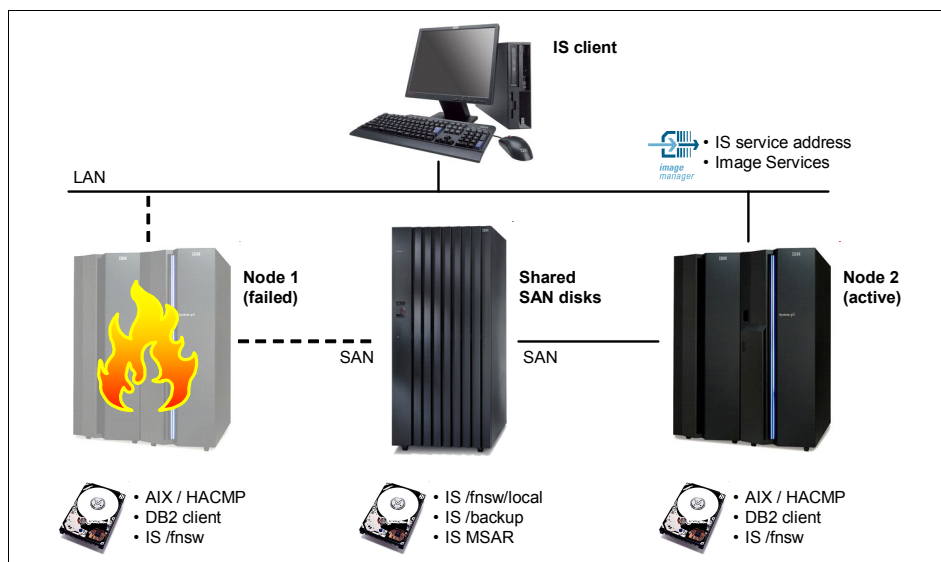 IS client
• IS service address
• Image Services
image
manager
LAN
Node 1
(failed)
Shared
SAN disks
Node 2
(active)
SAN
SAN
• AIX / HACMP
• DB2 client
• IS /fnsw
• IS /fnsw/local
• IS /backup
• IS MSAR
• AIX / HACMP
• DB2 client
• IS /fnsw